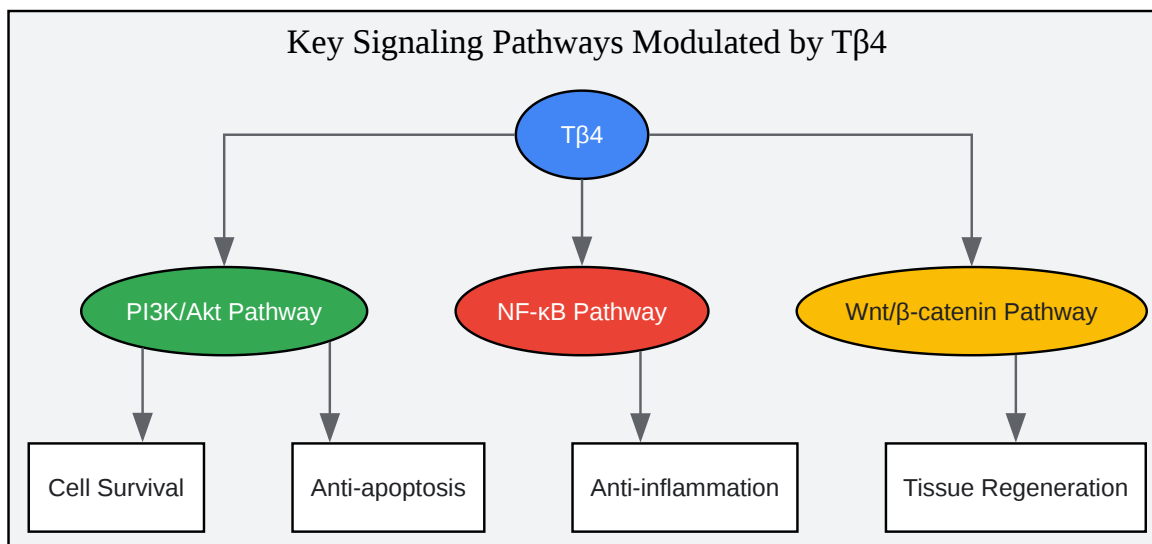 Key Signaling Pathways Modulated by Tβ4
Tβ4
PI3K/Akt Pathway
NF-κB Pathway
Wnt/β-catenin Pathway
Cell Survival
Anti-apoptosis
Anti-inflammation
Tissue Regeneration